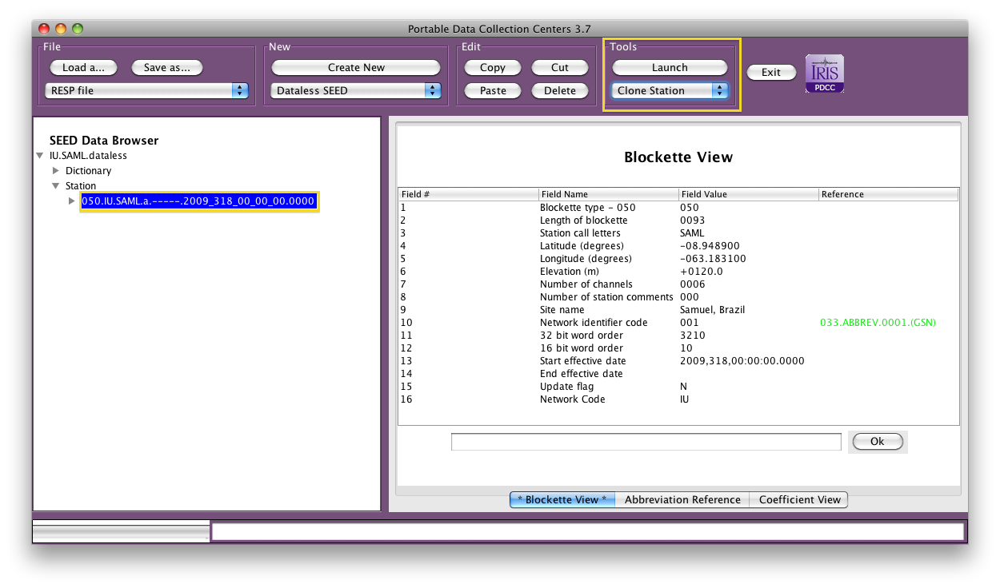 Portable Data Collection Centers 3.7
File
New
Edit
Tools
Load a...
Save as...
Create New
Copy
Cut
Launch
Exit
IRIS
PDCC
RESP file
Dataless SEED
Paste
Delete
Clone Station
SEED Data Browser
IU.SAML.dataless
Dictionary
Station
050.IU.SAML.a.-----.2009_318_00_00_00.0000
Blockette View
Field # Field Name Field Value Reference
1 Blockette type - 050 050
2 Length of blockette 0093
3 Station call letters SAML
4 Latitude (degrees) -08.948900
5 Longitude (degrees) -063.183100
6 Elevation (m) +0120.0
7 Number of channels 0006
8 Number of station comments 000
9 Site name Samuel, Brazil
10 Network identifier code 001 033.ABBREV.0001.(GSN)
11 32 bit word order 3210
12 16 bit word order 10
13 Start effective date 2009,318,00:00:00.0000
14 End effective date
15 Update flag N
16 Network Code IU
Ok
* Blockette View * Abbreviation Reference Coefficient View